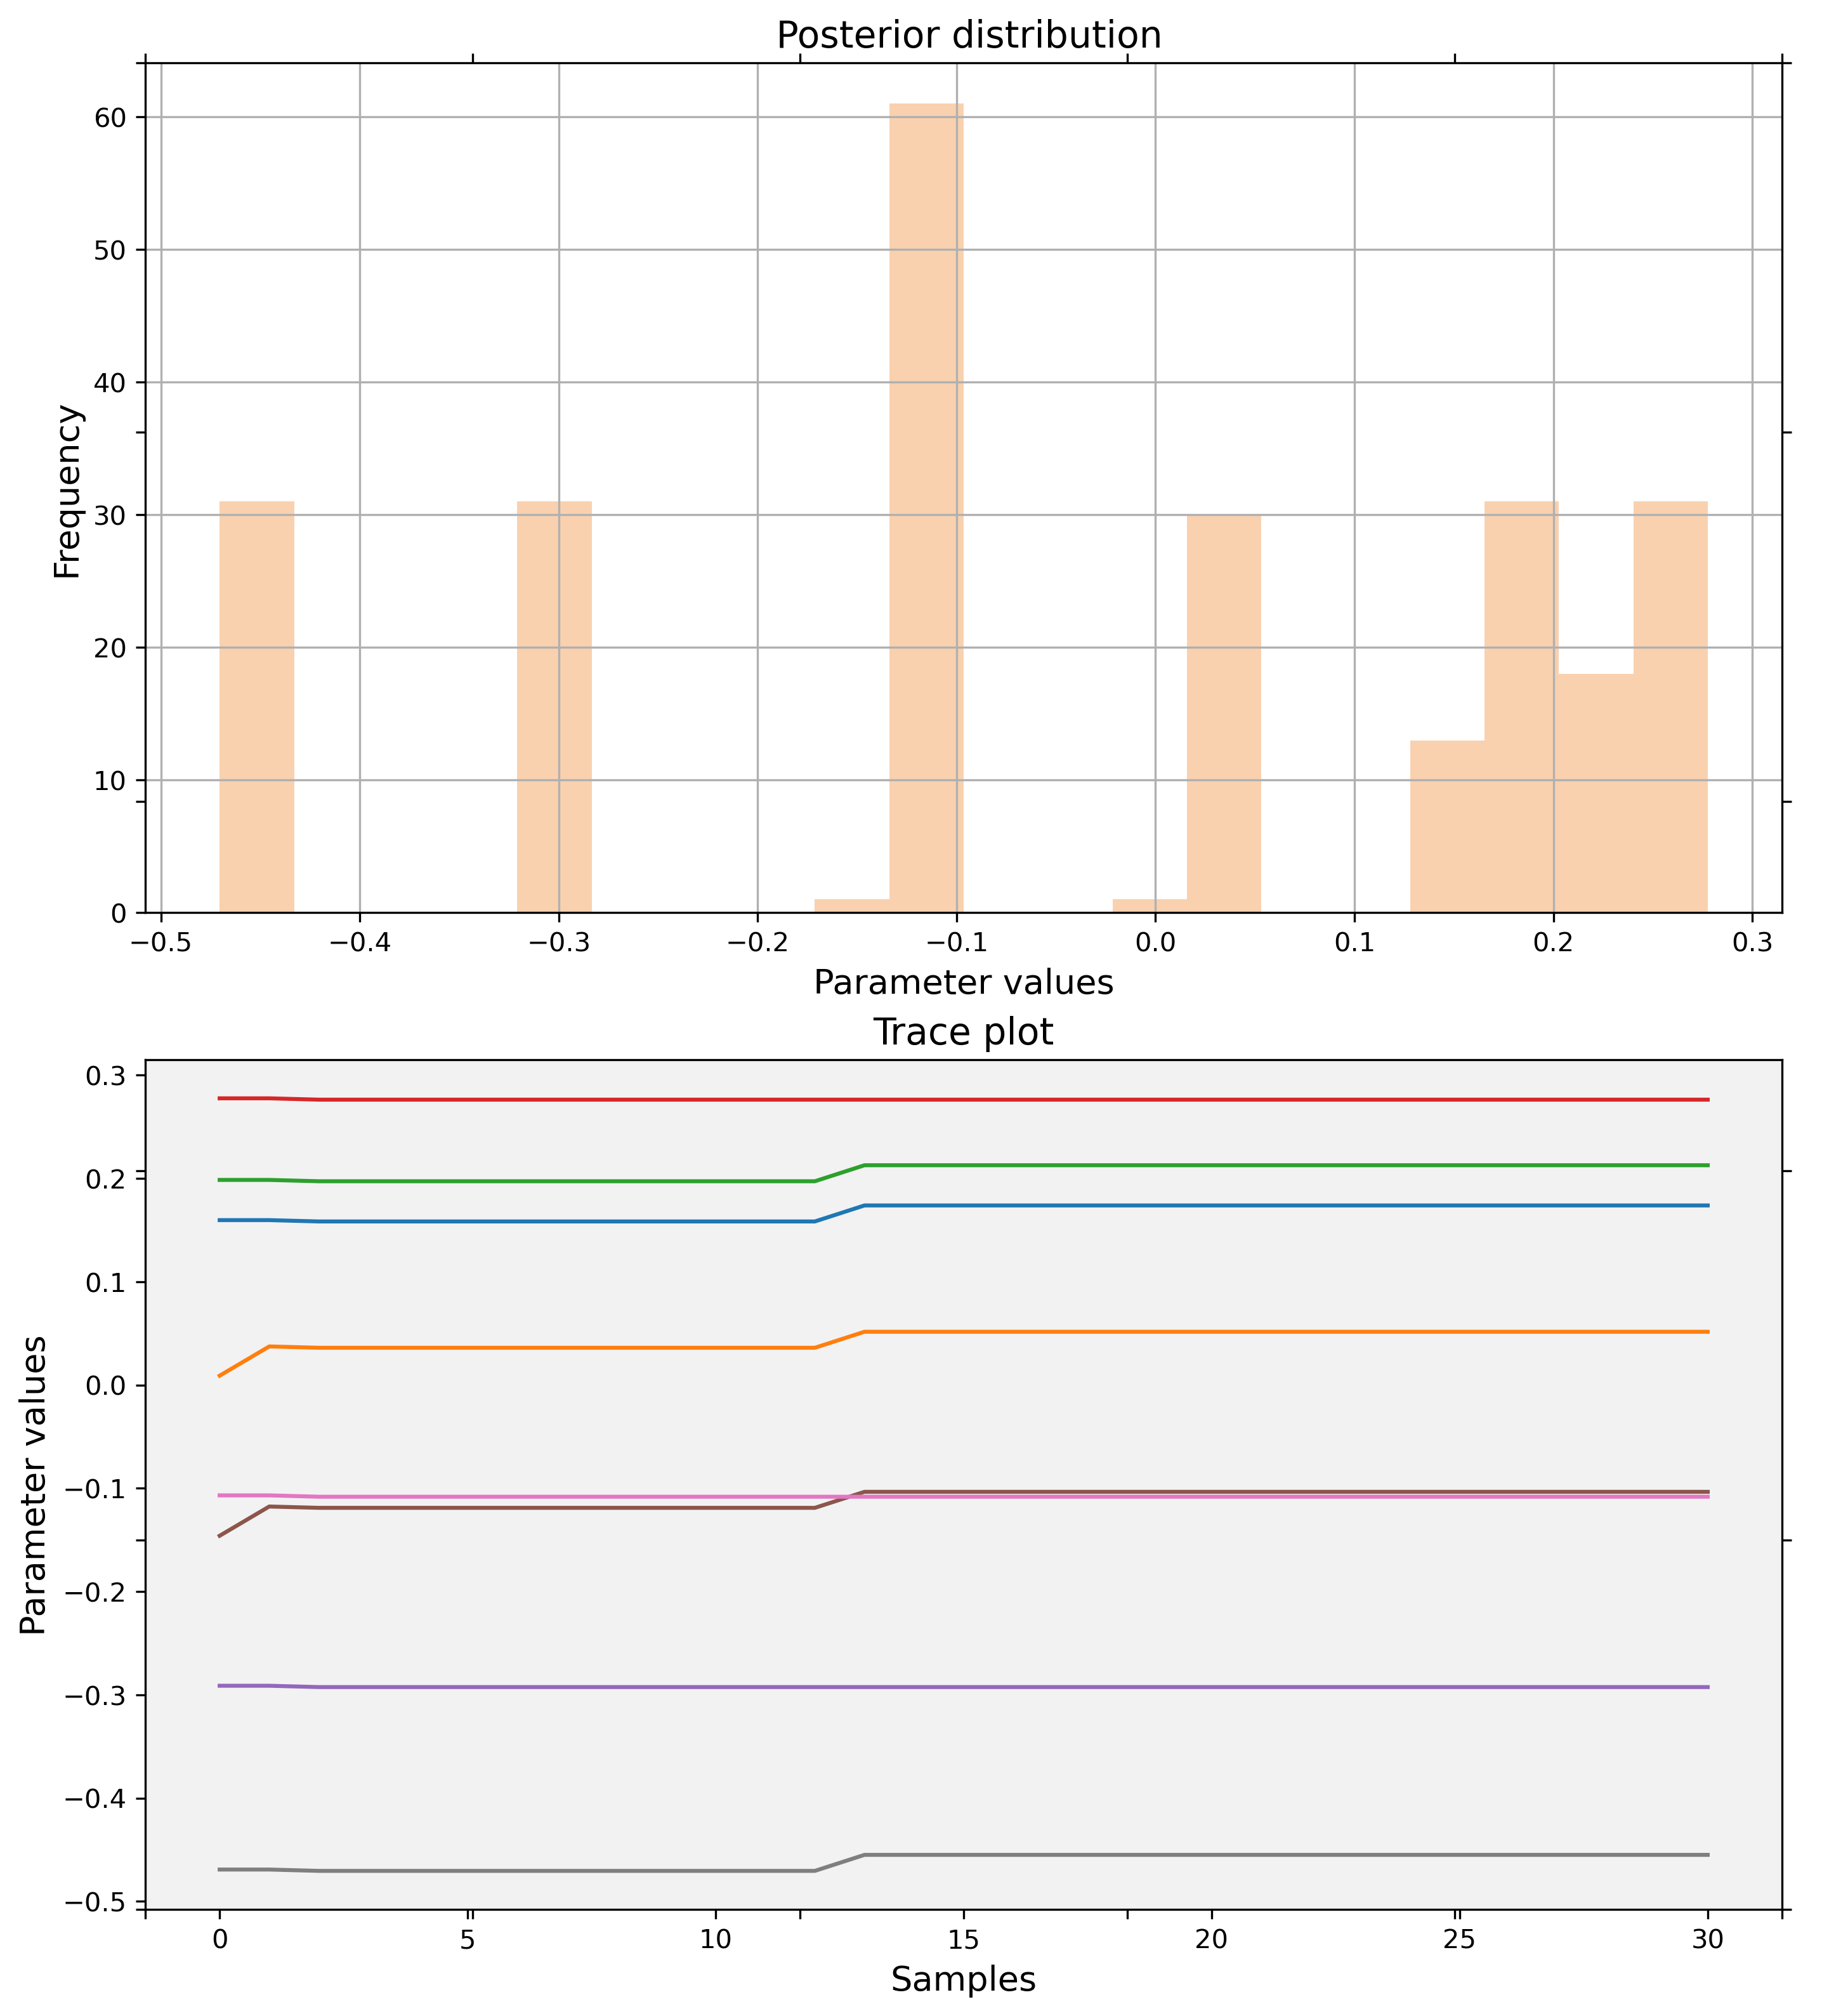 Posterior distribution
60
50
40
30
20
10
0
Frequency
−0.5 −0.4 −0.3 −0.2 −0.1 0.0 0.1 0.2 0.3
Parameter values
Trace plot
0.3
0.2
0.1
0.0
−0.1
−0.2
−0.3
−0.4
−0.5
Parameter values
0 5 10 15 20 25 30
Samples